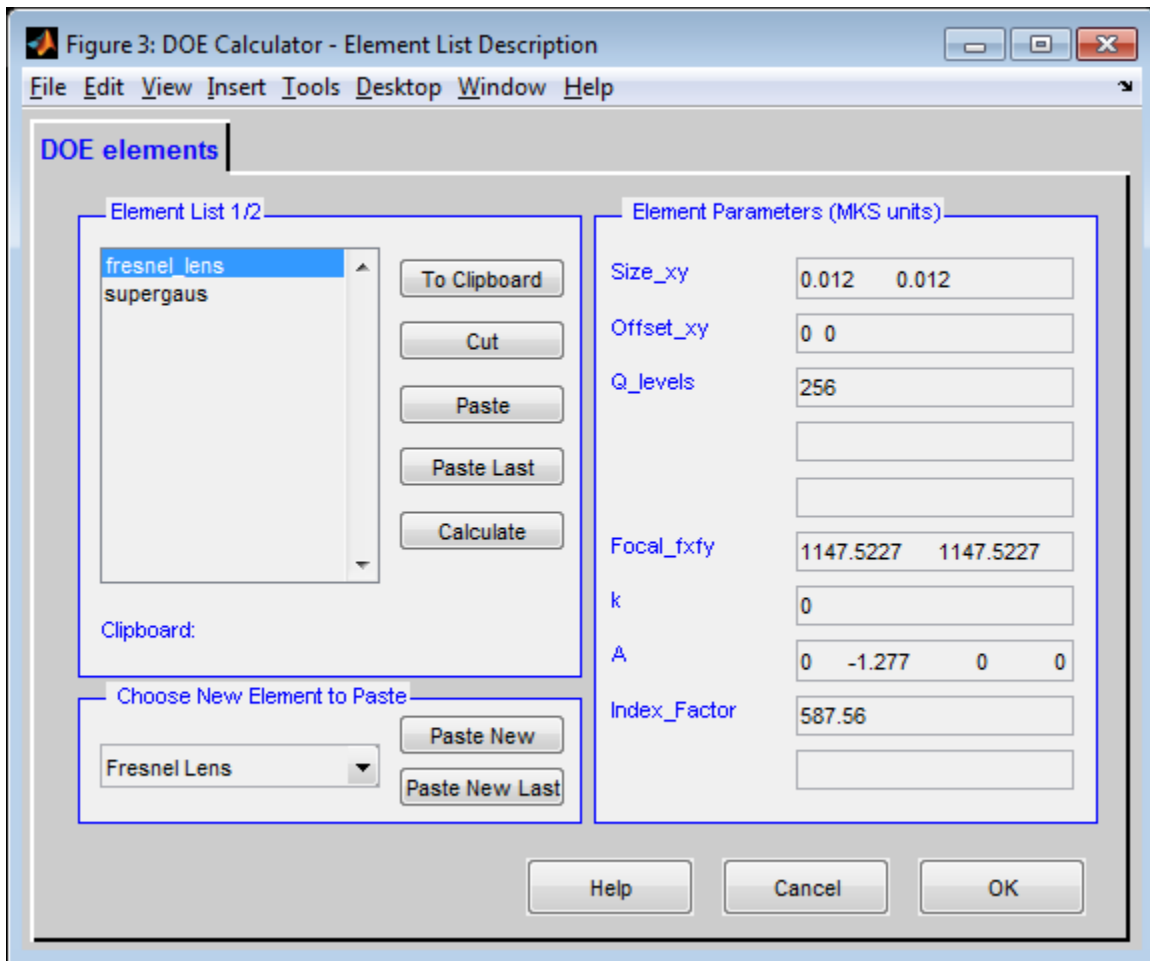 Figure 3: DOE Calculator - Element List Description
File Edit View Insert Tools Desktop Window Help
DOE elements
Element List 1/2
fresnel_lens
supergaus
To Clipboard
Cut
Paste
Paste Last
Calculate
Clipboard:
Choose New Element to Paste
Fresnel Lens
Paste New
Paste New Last
Element Parameters (MKS units)
Size_xy 0.012 0.012
Offset_xy 0 0
Q_levels 256
Focal_fxfy 1147.5227 1147.5227
k 0
A 0 -1.277 0 0
Index_Factor 587.56
Help Cancel OK